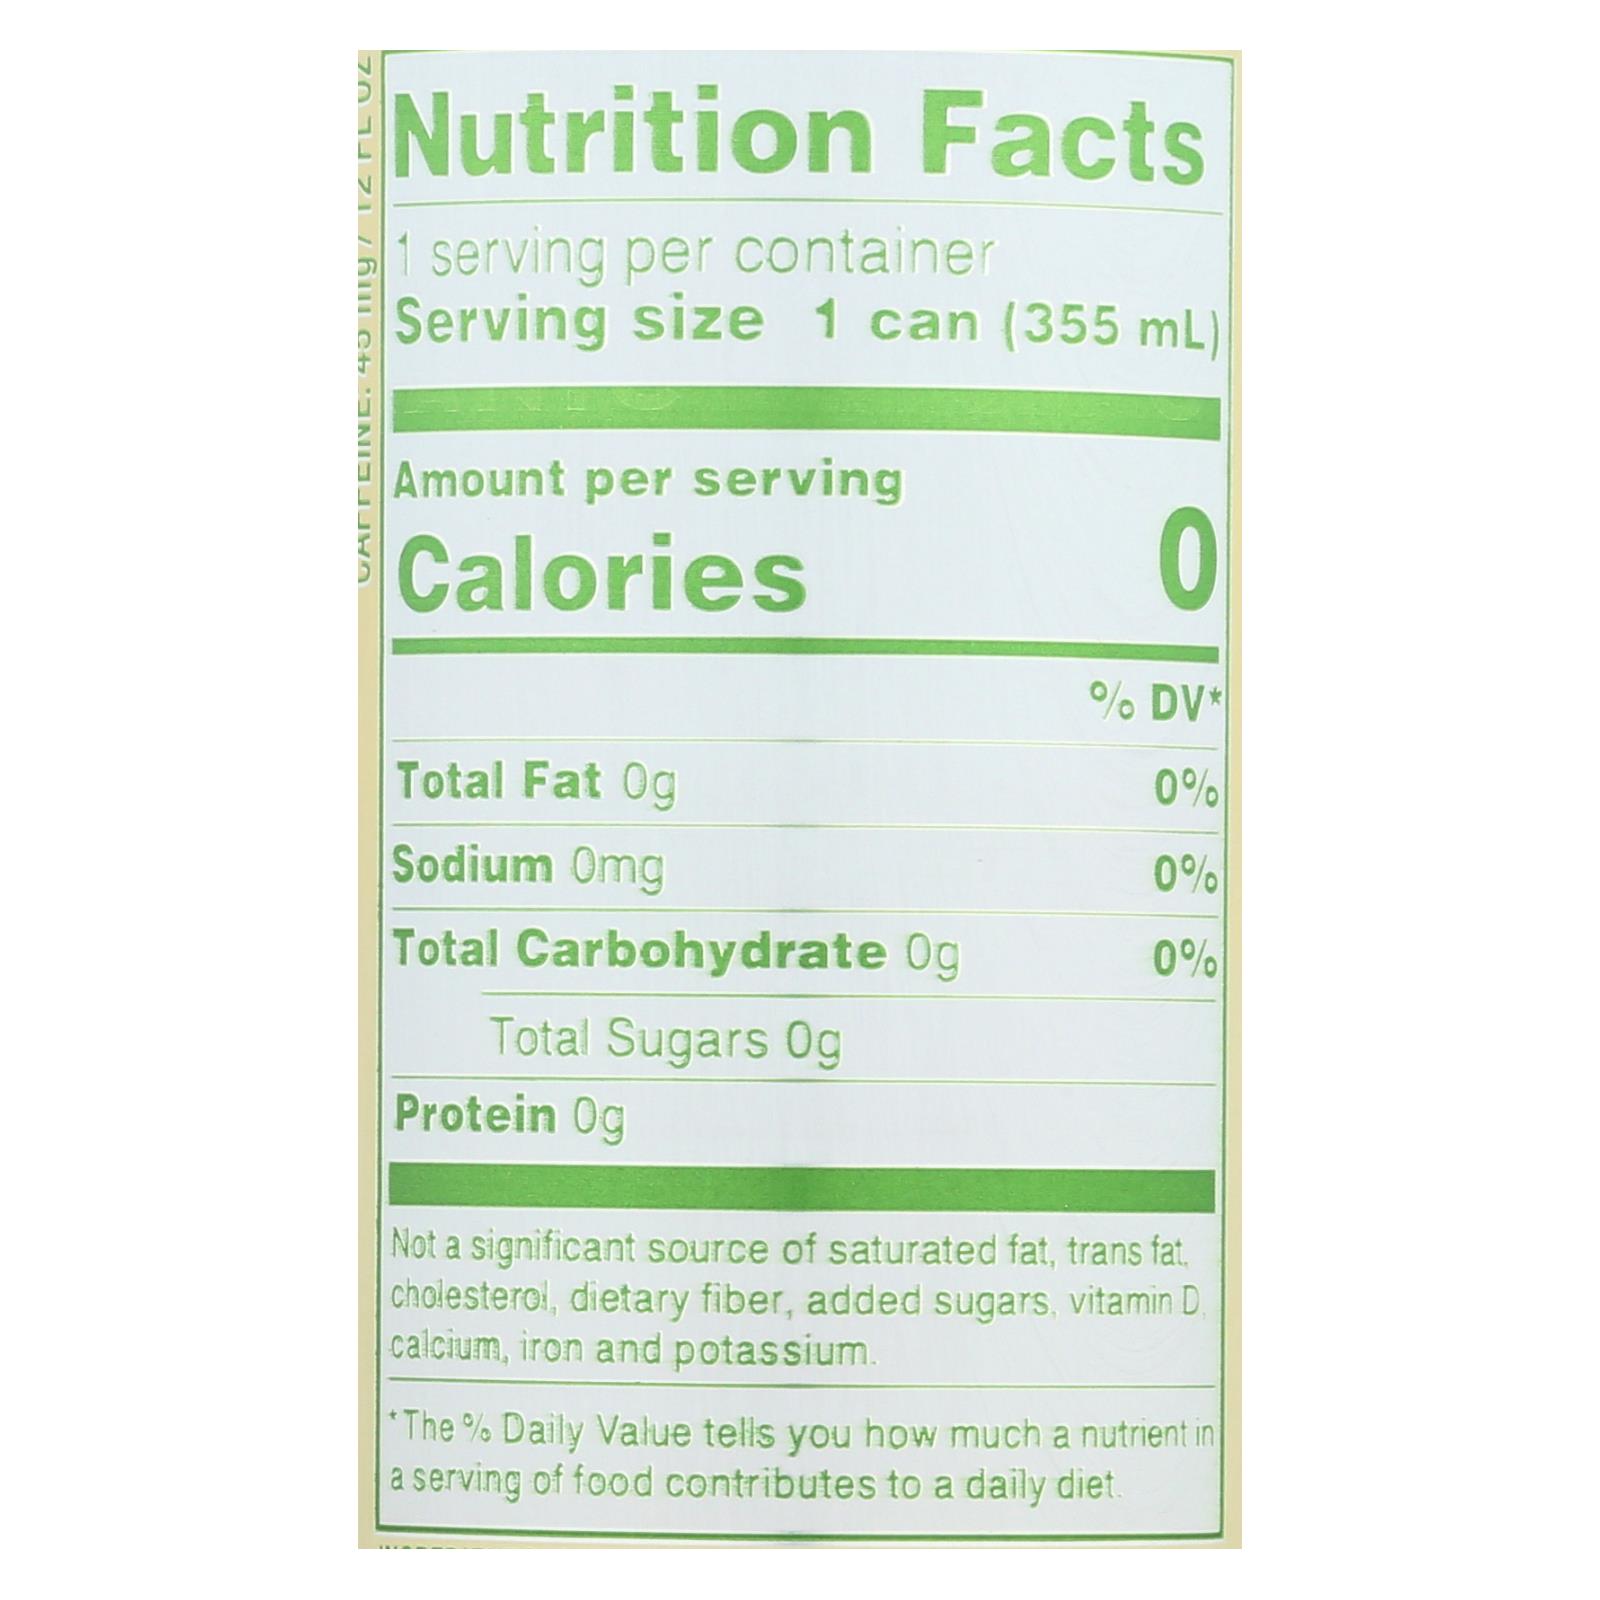 Nutrition Facts
1 serving per container
Serving size 1 can (355 mL)
Amount per serving
Calories 0
% DV*
Total Fat 0g 0%
Sodium 0mg 0%
Total Carbohydrate 0g 0%
Total Sugars 0g
Protein 0g
Not a significant source of saturated fat, trans fat,
cholesterol, dietary fiber, added sugars, vitamin D,
calcium, iron and potassium.
*The % Daily Value tells you how much a nutrient in
a serving of food contributes to a daily diet.
CAFFEINE: 45 mg / 12 FL OZ